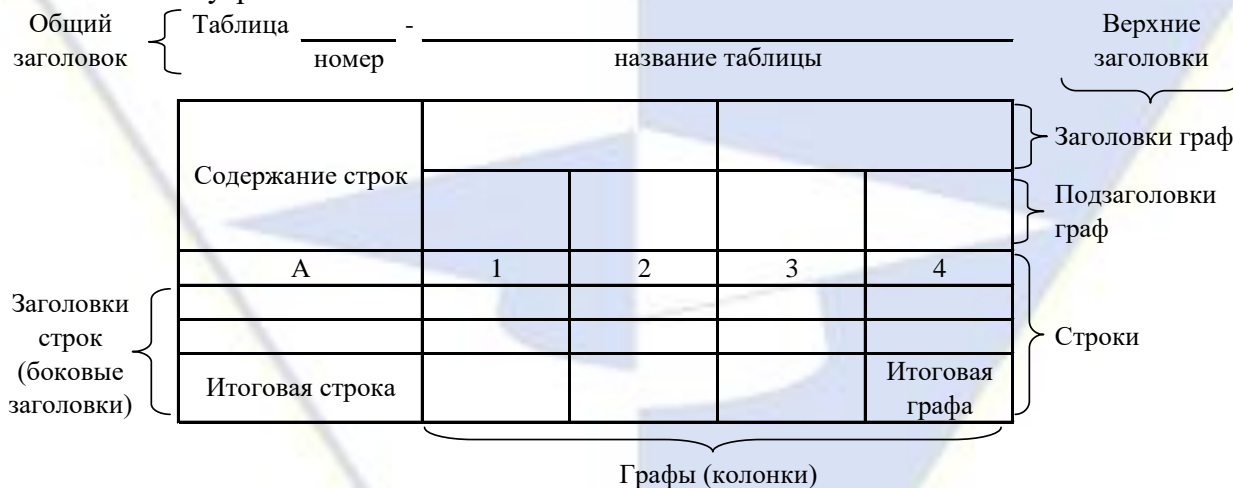 Общий
заголовок
Таблица -
номер
название таблицы
Верхние
заголовки
Содержание строк
Заголовки граф
Подзаголовки
граф
А 1 2 3 4
Заголовки
строк
(боковые
заголовки)
Строки
Итоговая строка
Итоговая
графа
Графы (колонки)